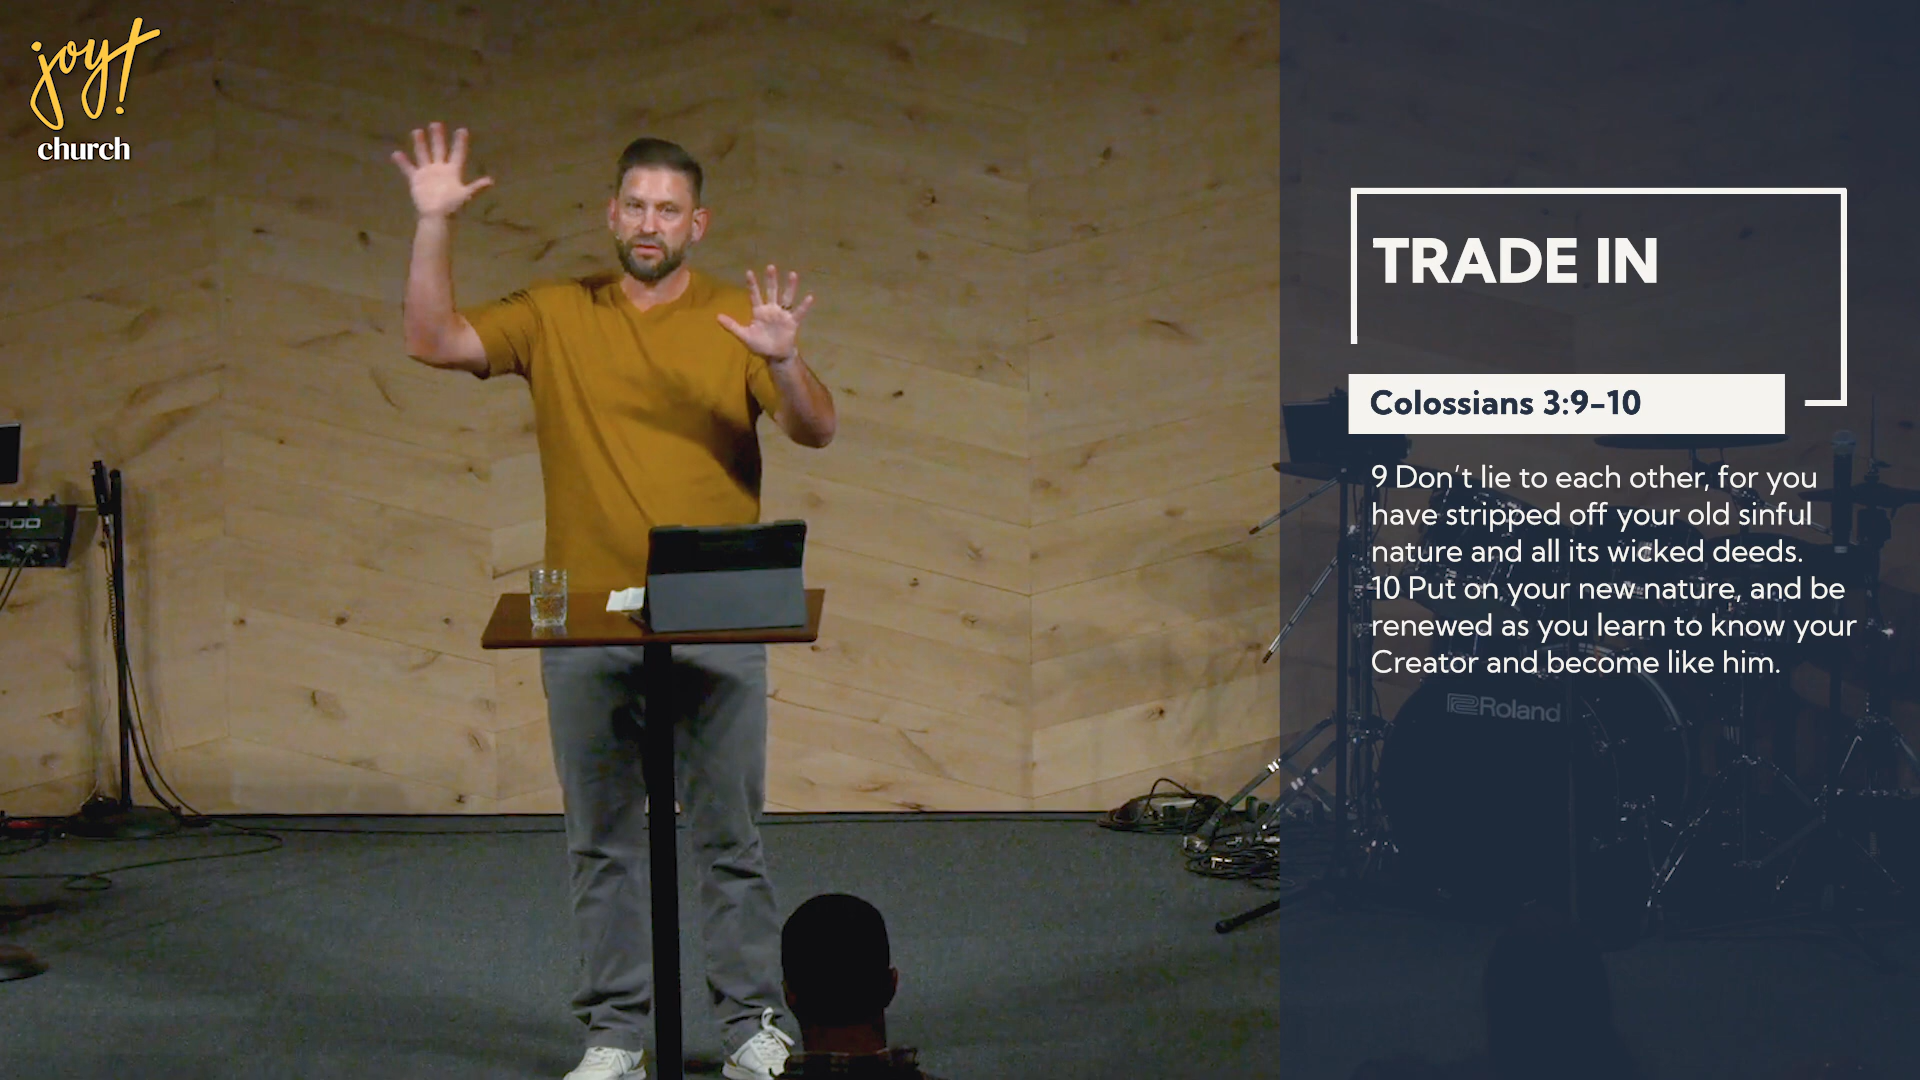 joy!
church
TRADE IN
Colossians 3:9-10
9 Don't lie to each other, for you
have stripped off your old sinful
nature and all its wicked deeds.
10 Put on your new nature, and be
renewed as you learn to know your
Creator and become like him.
Roland